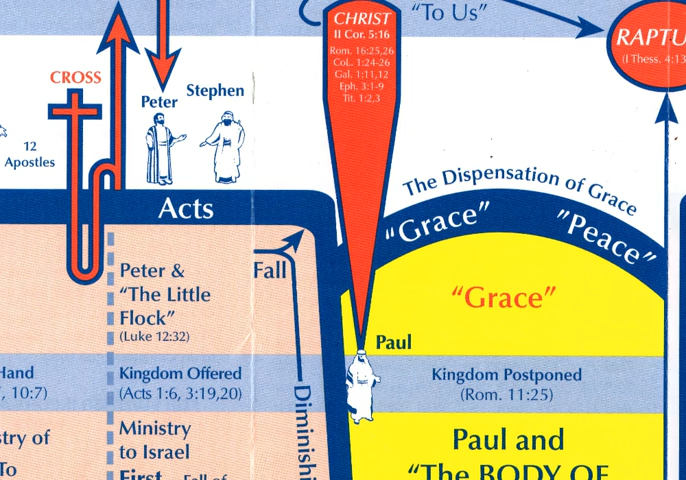 "To Us"
CHRIST
II Cor. 5:16
Rom. 16:25,26
CoL. 1:24-26
Gal. 1:11,12
Eph. 3:1-9
Tit. 1:2,3
RAPTU
(I Thess. 4:13
CROSS
Peter
Stephen
12
Apostles
The Dispensation of Grace
Acts
"Grace"
"Peace"
Fall
Peter &
"The Little
Flock"
(Luke 12:32)
"Grace"
Paul
Hand
, 10:7)
Kingdom Offered
(Acts 1:6, 3:19,20)
Kingdom Postponed
(Rom. 11:25)
Diminishi
stry of
To
Ministry
to Israel
First
Fall of
Paul and
"The BODY OF